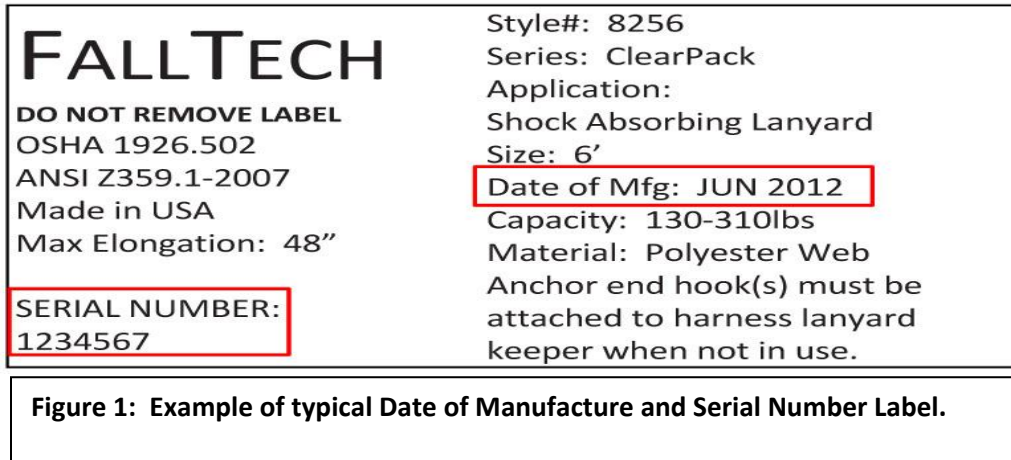 FALLTECH
DO NOT REMOVE LABEL
OSHA 1926.502
ANSI Z359.1-2007
Made in USA
Max Elongation: 48”
SERIAL NUMBER:
1234567
Style#: 8256
Series: ClearPack
Application:
Shock Absorbing Lanyard
Size: 6’
Date of Mfg: JUN 2012
Capacity: 130-310lbs
Material: Polyester Web
Anchor end hook(s) must be
attached to harness lanyard
keeper when not in use.
Figure 1: Example of typical Date of Manufacture and Serial Number Label.